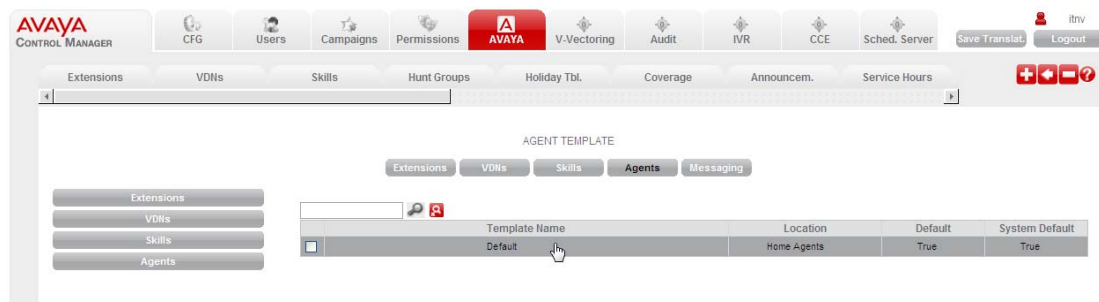 AVAYA
CONTROL MANAGER
CFG
Users
Campaigns
Permissions
AVAYA
V-Vectoring
Audit
IVR
CCE
Sched. Server
itnv
Save Translat.
Logout
Extensions
VDNs
Skills
Hunt Groups
Holiday Tbl.
Coverage
Announcem.
Service Hours
AGENT TEMPLATE
Extensions
VDNs
Skills
Agents
Messaging
Extensions
VDNs
Skills
Agents
Template Name Location Default System Default
Default Home Agents True True